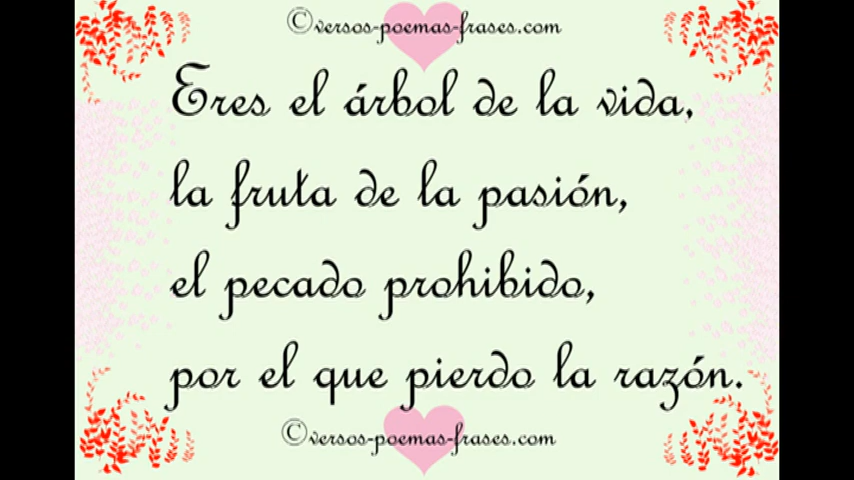 ©versos-poemas-frases.com
Eres el árbol de la vida,
la fruta de la pasión,
el pecado prohibido,
por el que pierdo la razón.
©versos-poemas-frases.com